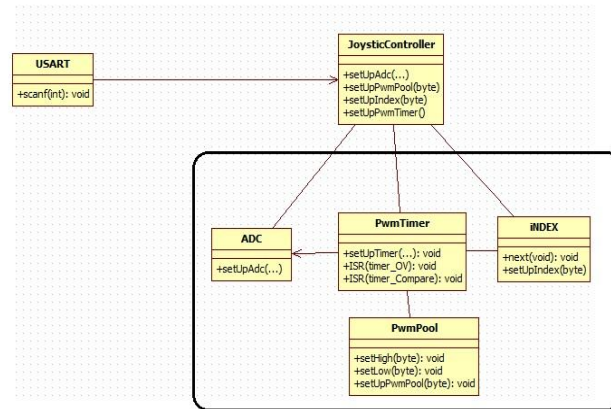 JoysticController
+setUpAdc(...)
+setUpPwmPool(byte)
+setUpIndex(byte)
+setUpPwmTimer()
USART
+scanf(int): void
ADC
+setUpAdc(...)
PwmTimer
+setUpTimer(...): void
+ISR(timer_OV): void
+ISR(timer_Compare): void
iNDEX
+next(void): void
+setUpIndex(byte)
PwmPool
+setHigh(byte): void
+setLow(byte): void
+setUpPwmPool(byte): void